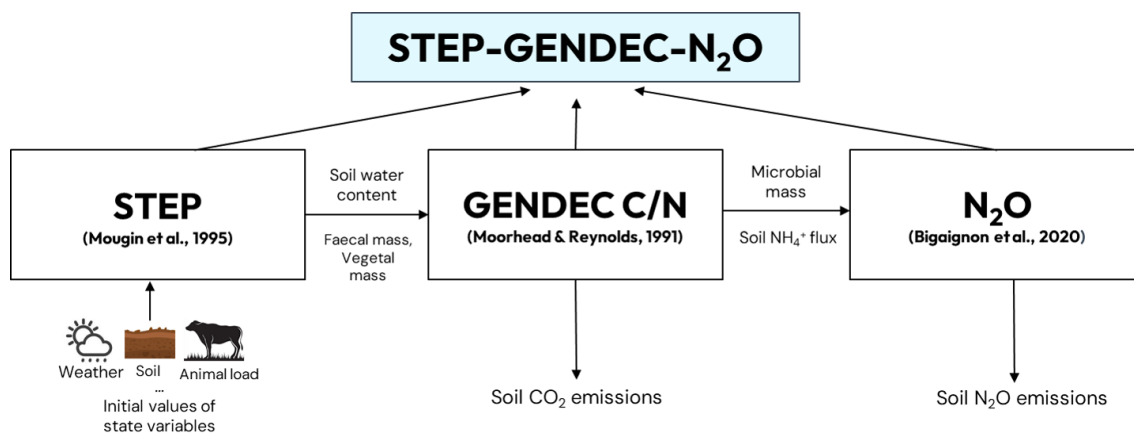 STEP-GENDEC-N₂O
STEP
(Mougin et al., 1995)
Soil water
content
Faecal mass,
Vegetal
mass
GENDEC C/N
(Moorhead & Reynolds, 1991)
Microbial
mass
Soil NH₄⁺ flux
N₂O
(Bigaignon et al., 2020)
Weather
Soil
Animal load
...
Initial values of
state variables
Soil CO₂ emissions
Soil N₂O emissions